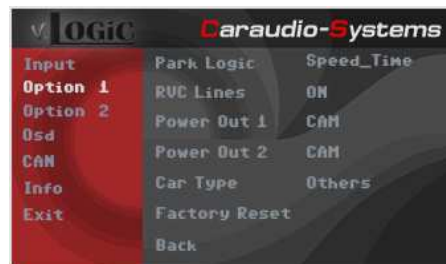 v.LOGiC Caraudio-Systems
Input Park Logic Speed_Time
Option 1 RVC Lines ON
Option 2 Power Out 1 CAM
Osd
CAN Power Out 2 CAM
Info Car Type Others
Exit Factory Reset
Back